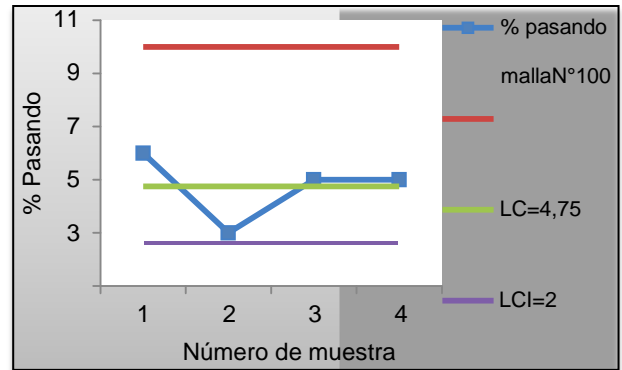 11
9
7
5
3
% Pasando
1 2 3 4
Número de muestra
% pasando
mallaN°100
LC=4,75
LCI=2